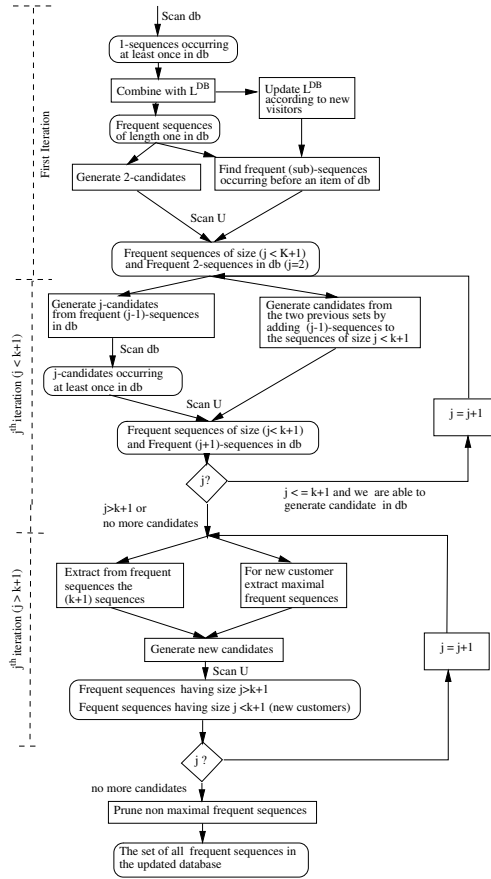 Scan db
1-sequences occurring
at least once in db
Combine with L^DB
Update L^DB
according to new
visitors
Frequent sequences
of length one in db
Generate 2-candidates
Find frequent (sub)-sequences
occurring before an item of db
First Iteration
Scan U
Frequent sequences of size (j < K+1)
and Frequent 2-sequences in db (j=2)
Generate j-candidates
from frequent (j-1)-sequences
in db
Generate candidates from
the two previous sets by
adding (j-1)-sequences to
the sequences of size j < k+1
Scan db
j-candidates occurring
at least once in db
Scan U
j^th iteration (j < k+1)
Frequent sequences of size (j< k+1)
and Frequent (j+1)-sequences in db
j = j+1
j?
j < = k+1 and we are able to
generate candidate in db
j>k+1 or
no more candidates
Extract from frequent
sequences the
(k+1) sequences
For new customer
extract maximal
frequent sequences
j^th iteration (j > k+1)
Generate new candidates
j = j+1
Scan U
Frequent sequences having size j>k+1
Fequent sequences having size j <k+1 (new customers)
j ?
no more candidates
Prune non maximal frequent sequences
The set of all frequent sequences in
the updated database